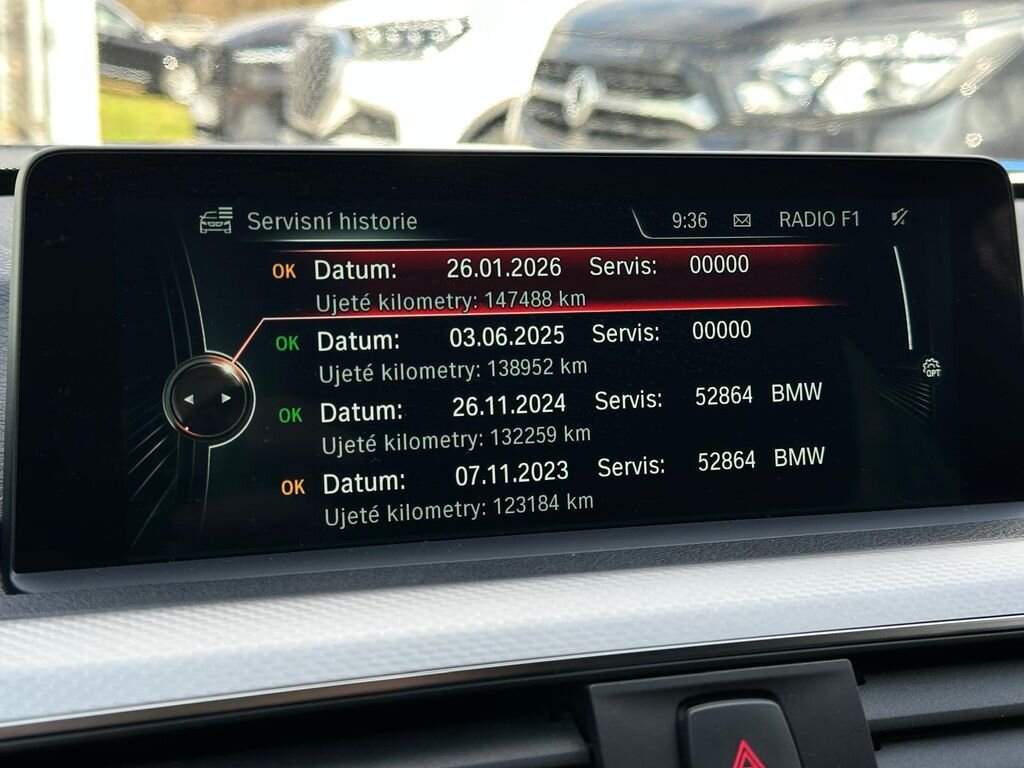 Servisní historie 9:36 RADIO F1
OK Datum: 26.01.2026 Servis: 00000
Ujeté kilometry: 147488 km
OK Datum: 03.06.2025 Servis: 00000
Ujeté kilometry: 138952 km
OPT
OK Datum: 26.11.2024 Servis: 52864 BMW
Ujeté kilometry: 132259 km
OK Datum: 07.11.2023 Servis: 52864 BMW
Ujeté kilometry: 123184 km